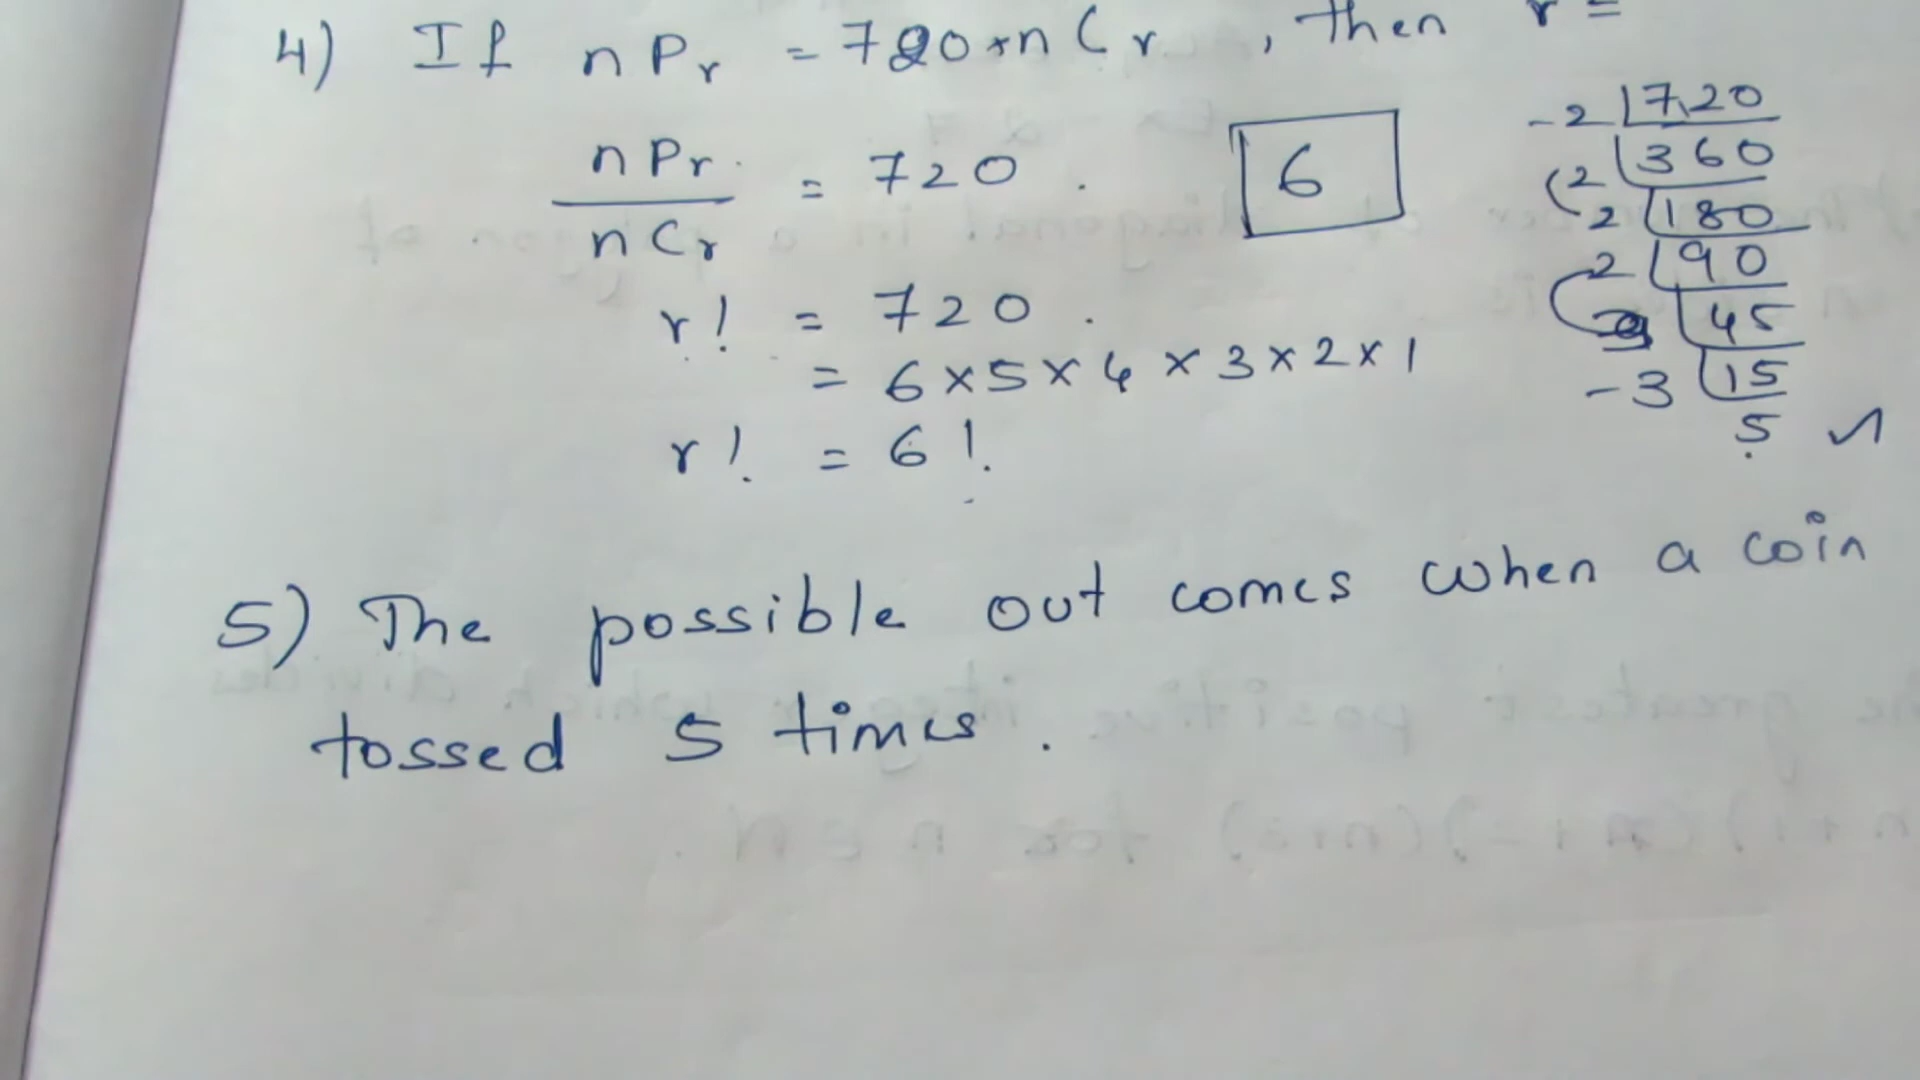 4) If nPr = 720*nCr, then r =
nPr / nCr = 720. 6
r! = 720.
= 6×5×4×3×2×1
r! = 6!.
-2 | 720
2 | 360
2 | 180
2 | 90
| 45
-3 | 15
5
5) The possible out comes when a coin
tossed 5 times.